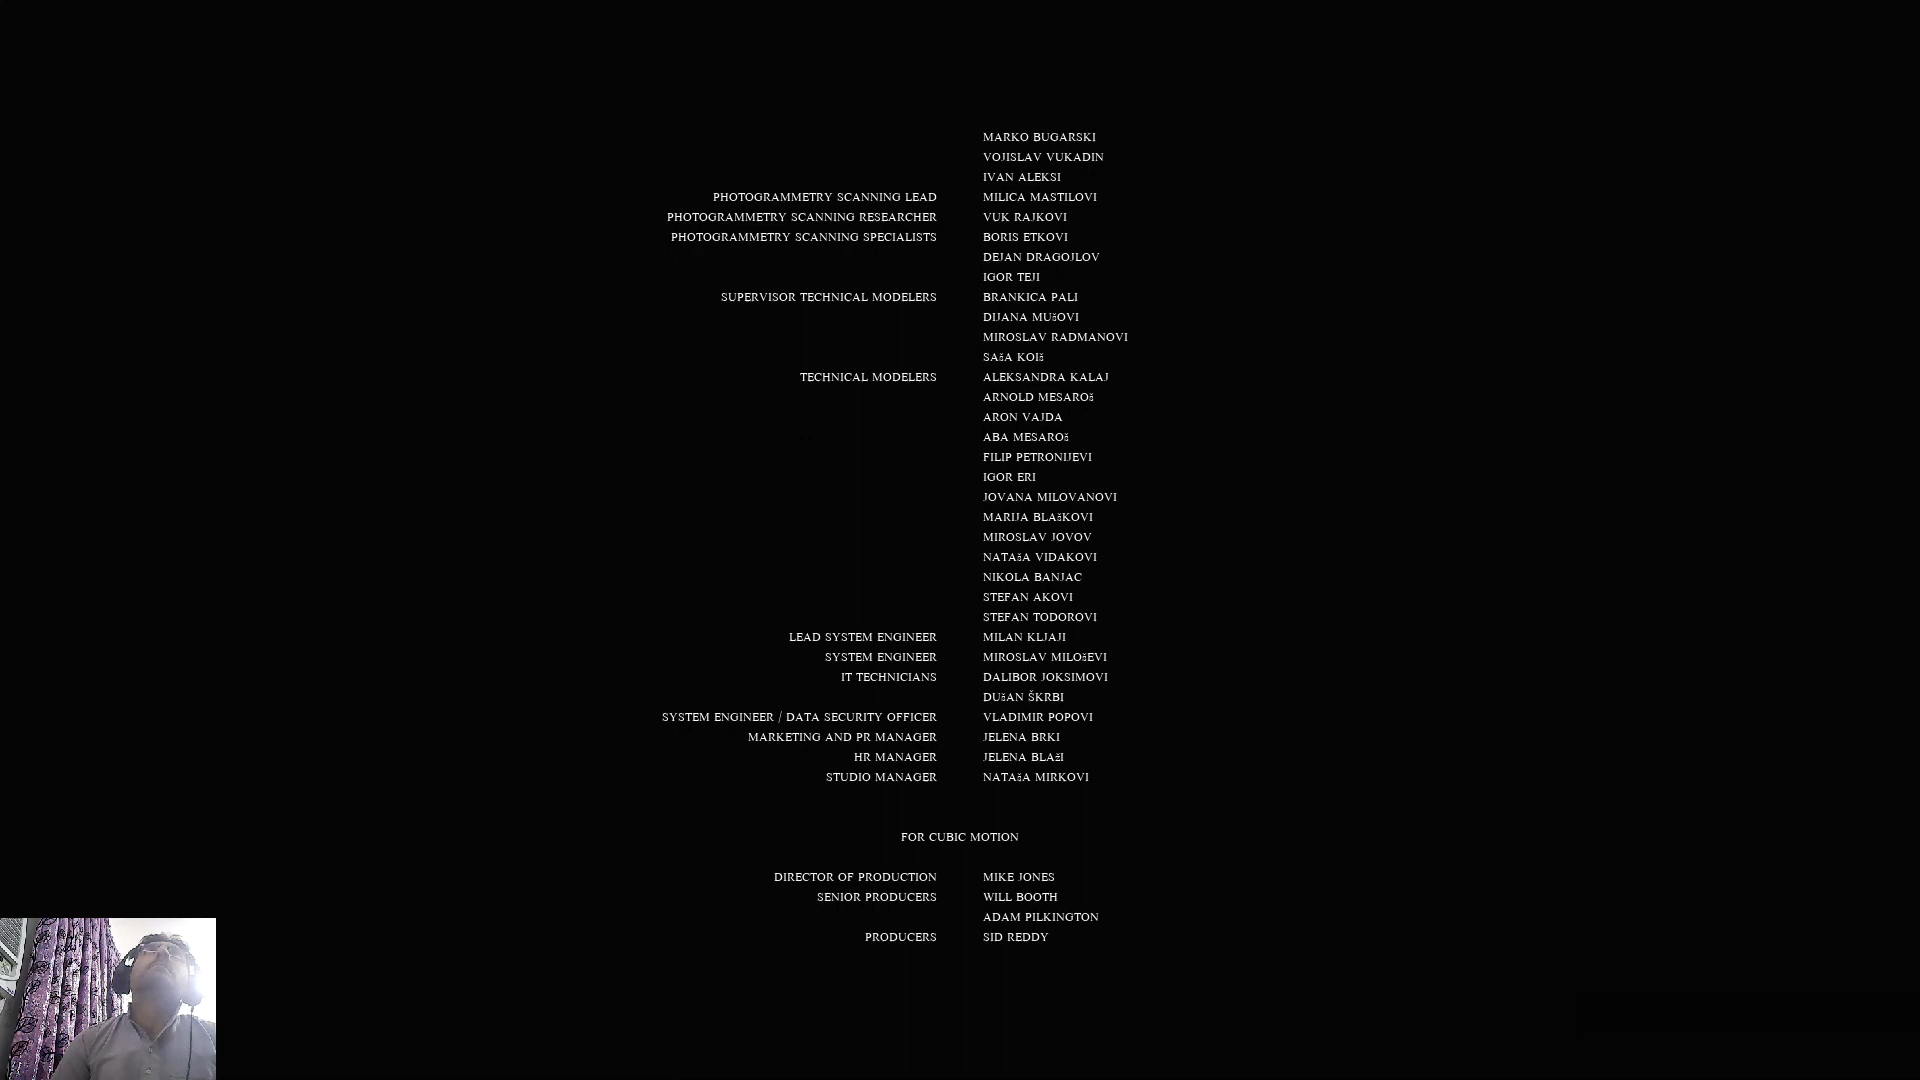 MARKO BUGARSKI
VOJISLAV VUKADIN
IVAN ALEKSI
PHOTOGRAMMETRY SCANNING LEAD MILICA MASTILOVI
PHOTOGRAMMETRY SCANNING RESEARCHER VUK RAJKOVI
PHOTOGRAMMETRY SCANNING SPECIALISTS BORIS ETKOVI
DEJAN DRAGOJLOV
IGOR TEJI
SUPERVISOR TECHNICAL MODELERS BRANKICA PALI
DIJANA MUšOVI
MIROSLAV RADMANOVI
SAšA KOIš
TECHNICAL MODELERS ALEKSANDRA KALAJ
ARNOLD MESAROš
ARON VAJDA
ABA MESAROš
FILIP PETRONIJEVI
IGOR ERI
JOVANA MILOVANOVI
MARIJA BLAšKOVI
MIROSLAV JOVOV
NATAšA VIDAKOVI
NIKOLA BANJAC
STEFAN AKOVI
STEFAN TODOROVI
LEAD SYSTEM ENGINEER MILAN KLJAJI
SYSTEM ENGINEER MIROSLAV MILOšEVI
IT TECHNICIANS DALIBOR JOKSIMOVI
DUšAN ŠKRBI
SYSTEM ENGINEER / DATA SECURITY OFFICER VLADIMIR POPOVI
MARKETING AND PR MANAGER JELENA BRKI
HR MANAGER JELENA BLAžI
STUDIO MANAGER NATAšA MIRKOVI
FOR CUBIC MOTION
DIRECTOR OF PRODUCTION MIKE JONES
SENIOR PRODUCERS WILL BOOTH
ADAM PILKINGTON
PRODUCERS SID REDDY